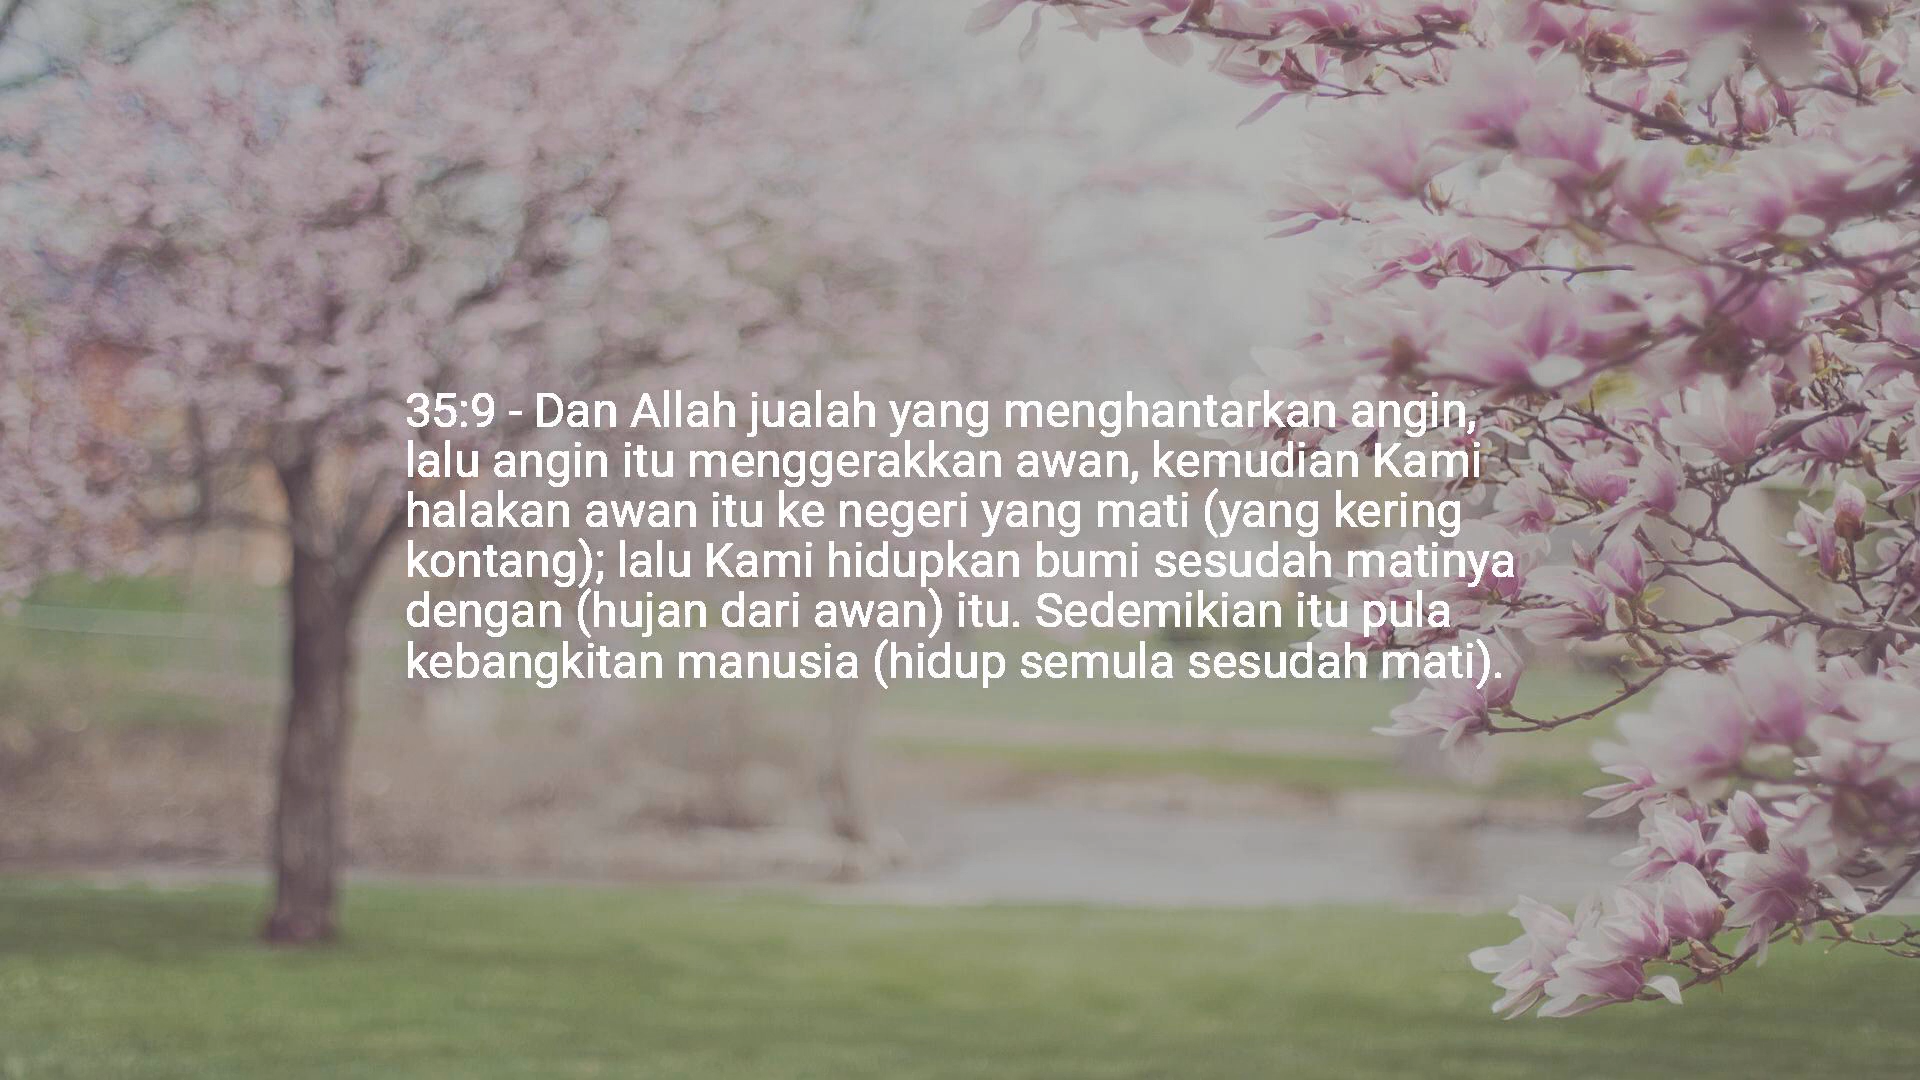 35:9 - Dan Allah jualah yang menghantarkan angin,
lalu angin itu menggerakkan awan, kemudian Kami
halakan awan itu ke negeri yang mati (yang kering
kontang); lalu Kami hidupkan bumi sesudah matinya
dengan (hujan dari awan) itu. Sedemikian itu pula
kebangkitan manusia (hidup semula sesudah mati).